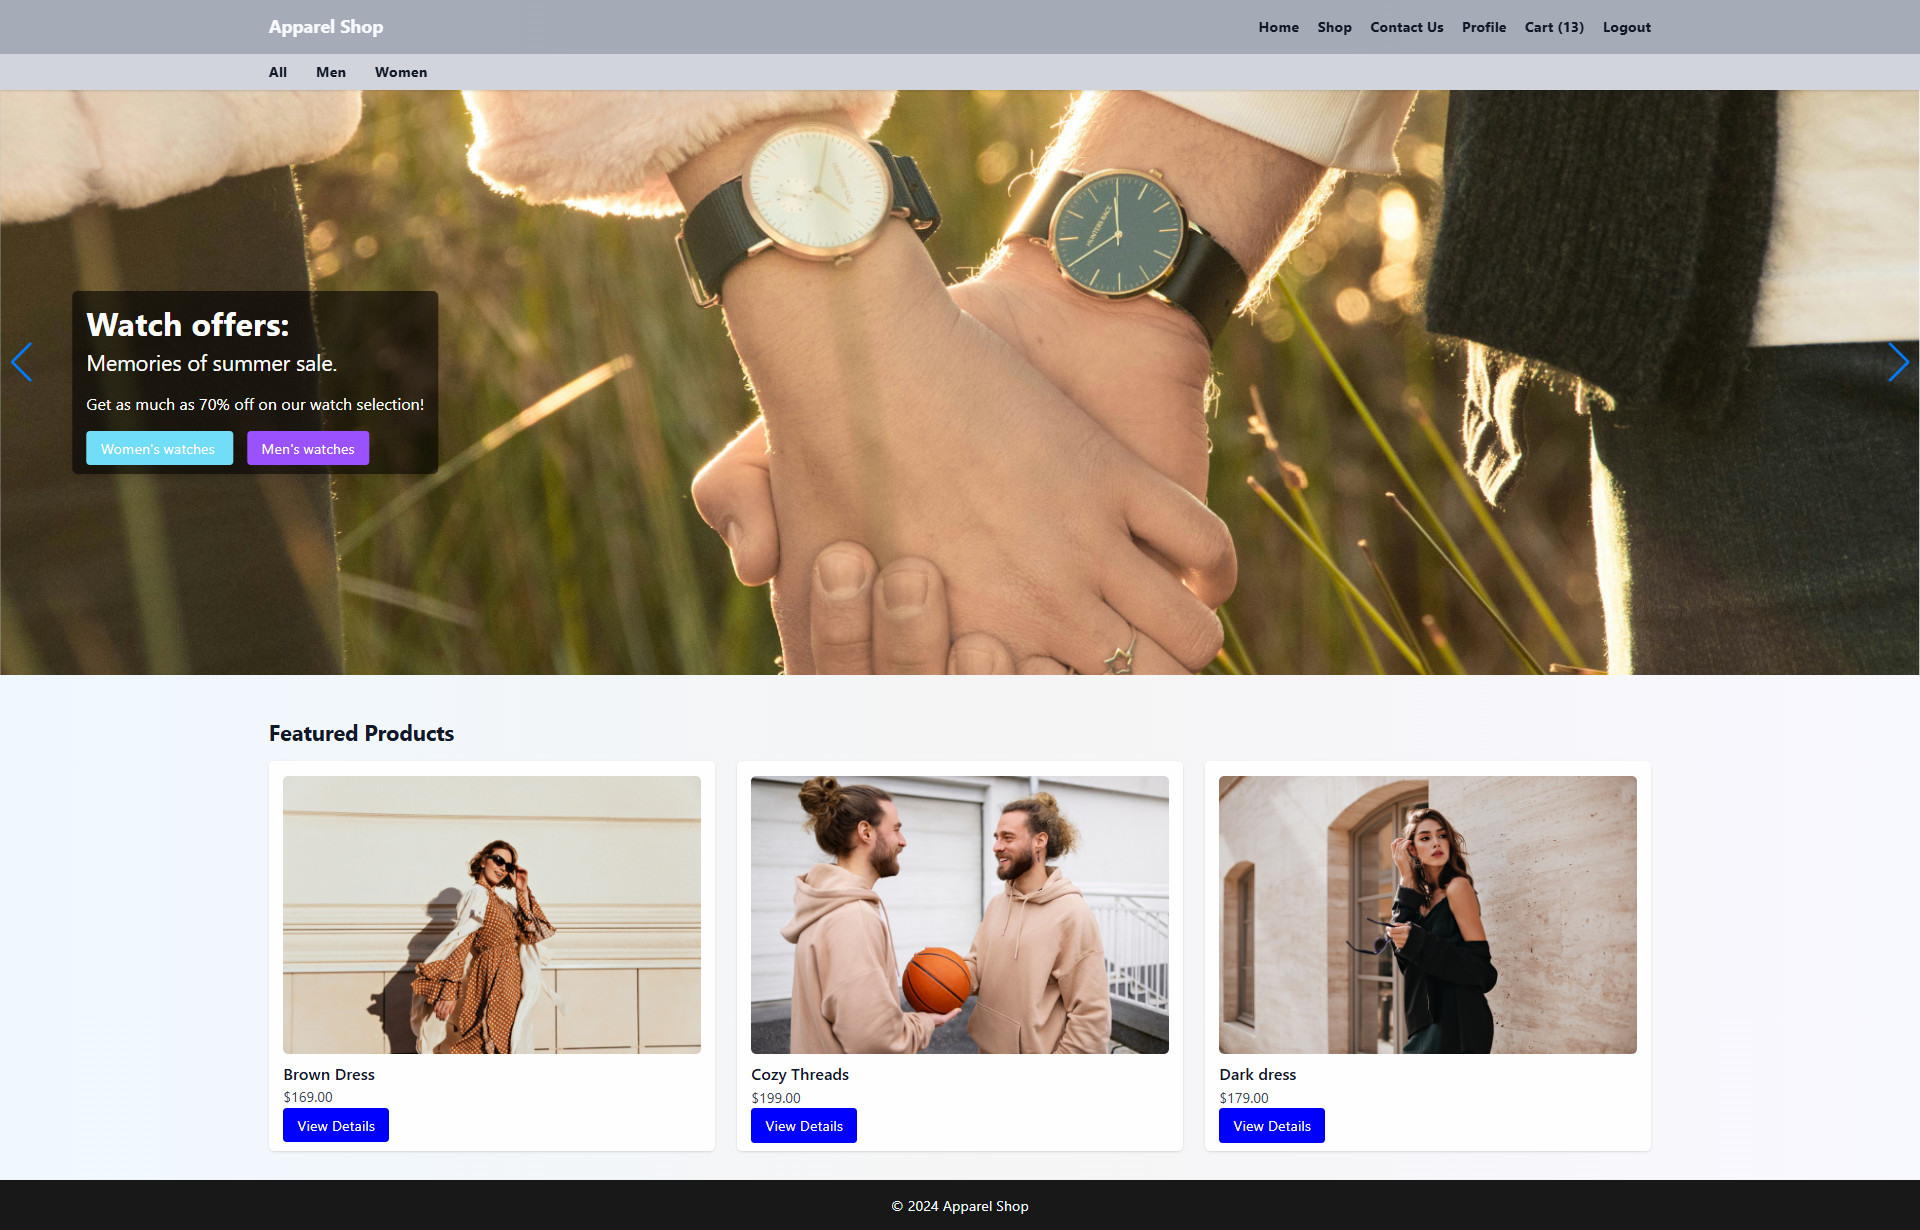 Apparel Shop
Home Shop Contact Us Profile Cart (13) Logout
All Men Women
HUNTERS RACE
Watch offers:
Memories of summer sale.
Get as much as 70% off on our watch selection!
Women's watches Men's watches
Featured Products
Brown Dress
$169.00
View Details
Cozy Threads
$199.00
View Details
Dark dress
$179.00
View Details
© 2024 Apparel Shop